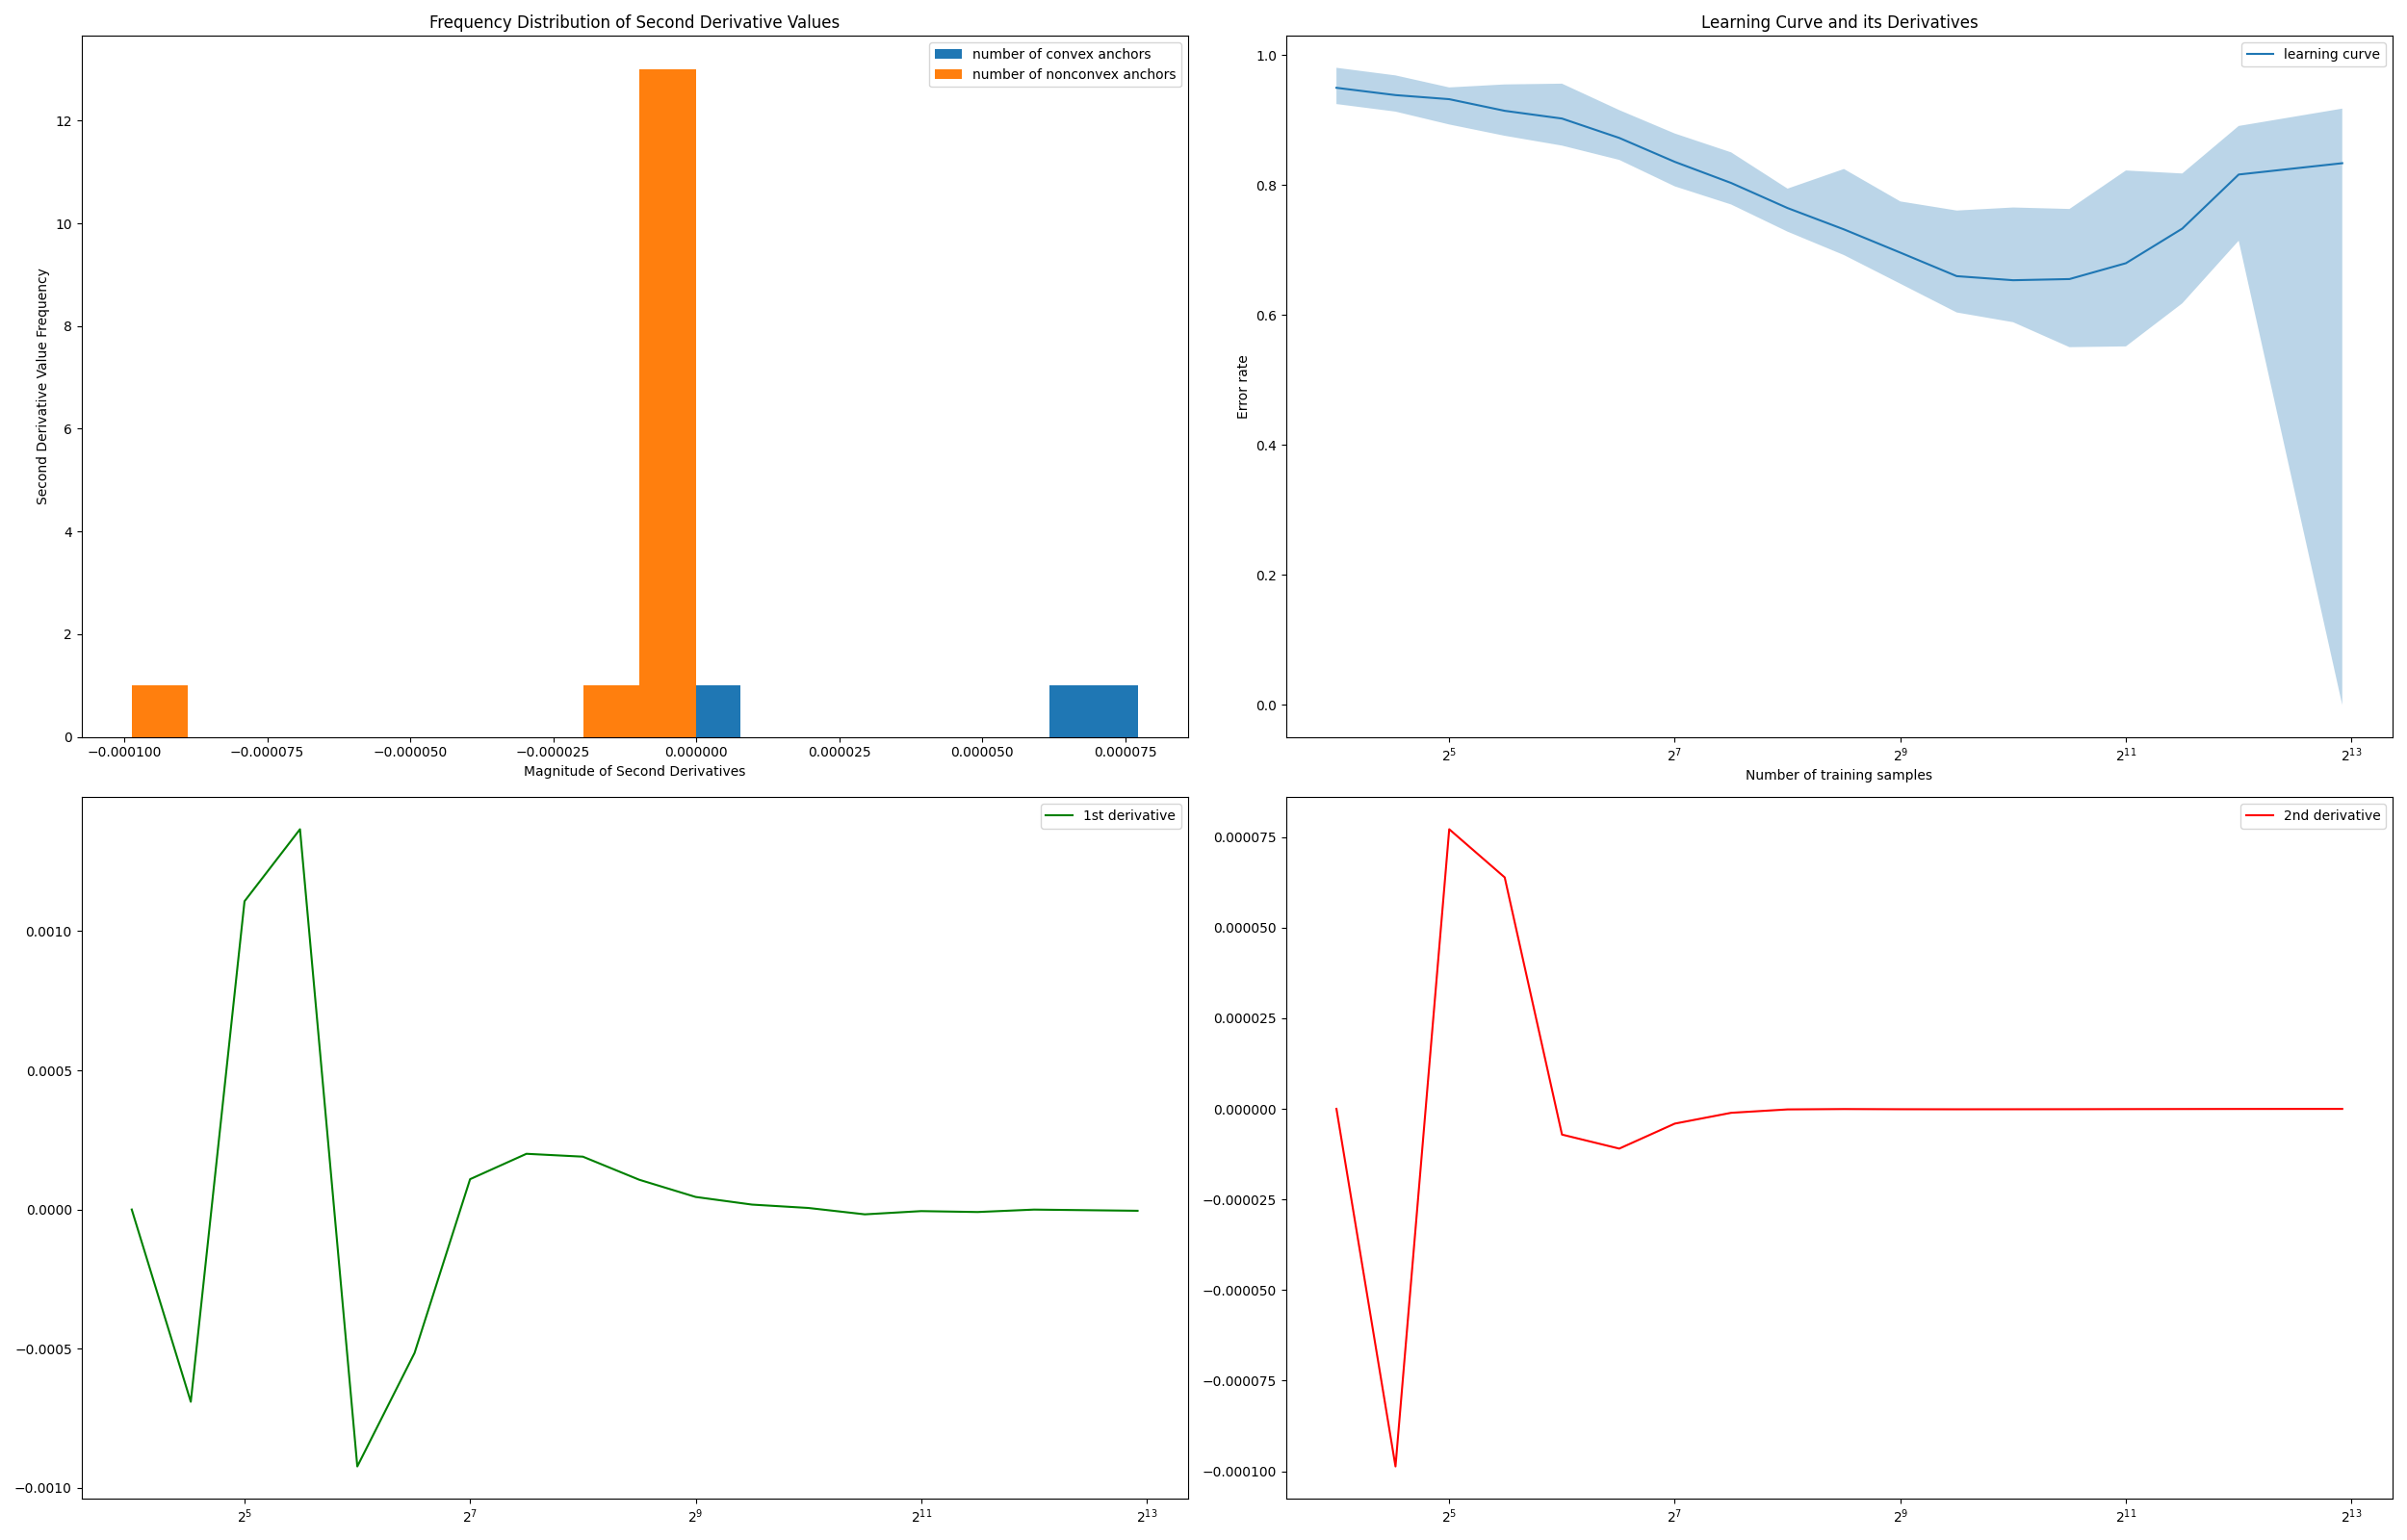 Frequency Distribution of Second Derivative Values
number of convex anchors
number of nonconvex anchors
Second Derivative Value Frequency
12
10
8
6
4
2
0
−0.000100 −0.000075 −0.000050 −0.000025 0.000000 0.000025 0.000050 0.000075
Magnitude of Second Derivatives
Learning Curve and its Derivatives
learning curve
Error rate
1.0
0.8
0.6
0.4
0.2
0.0
2^5 2^7 2^9 2^11 2^13
Number of training samples
1st derivative
0.0010
0.0005
0.0000
−0.0005
−0.0010
2^5 2^7 2^9 2^11 2^13
2nd derivative
0.000075
0.000050
0.000025
0.000000
−0.000025
−0.000050
−0.000075
−0.000100
2^5 2^7 2^9 2^11 2^13